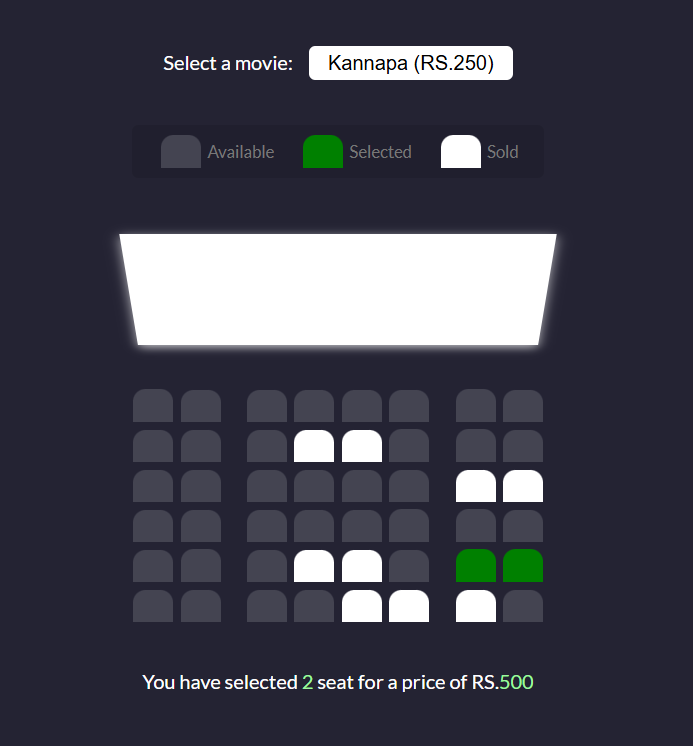 Select a movie: Kannapa (RS.250)
Available Selected Sold
You have selected 2 seat for a price of RS.500